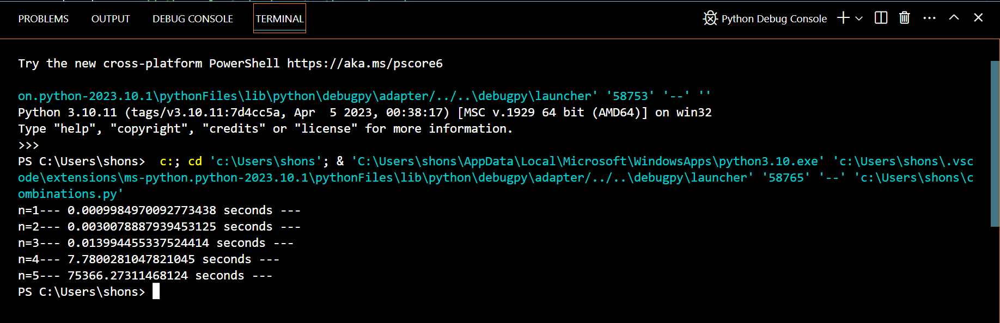 PROBLEMS OUTPUT DEBUG CONSOLE TERMINAL Python Debug Console
Try the new cross-platform PowerShell https://aka.ms/pscore6
on.python-2023.10.1\pythonFiles\lib\python\debugpy\adapter/../..\debugpy\launcher' '58753' '--' ''
Python 3.10.11 (tags/v3.10.11:7d4cc5a, Apr  5 2023, 00:38:17) [MSC v.1929 64 bit (AMD64)] on win32
Type "help", "copyright", "credits" or "license" for more information.
>>>
PS C:\Users\shons>  c:; cd 'c:\Users\shons'; & 'C:\Users\shons\AppData\Local\Microsoft\WindowsApps\python3.10.exe' 'c:\Users\shons\.vsc
ode\extensions\ms-python.python-2023.10.1\pythonFiles\lib\python\debugpy\adapter/../..\debugpy\launcher' '58765' '--' 'c:\Users\shons\c
ombinations.py'
n=1--- 0.0009984970092773438 seconds ---
n=2--- 0.0030078887939453125 seconds ---
n=3--- 0.013994455337524414 seconds ---
n=4--- 7.7800281047821045 seconds ---
n=5--- 75366.27311468124 seconds ---
PS C:\Users\shons>